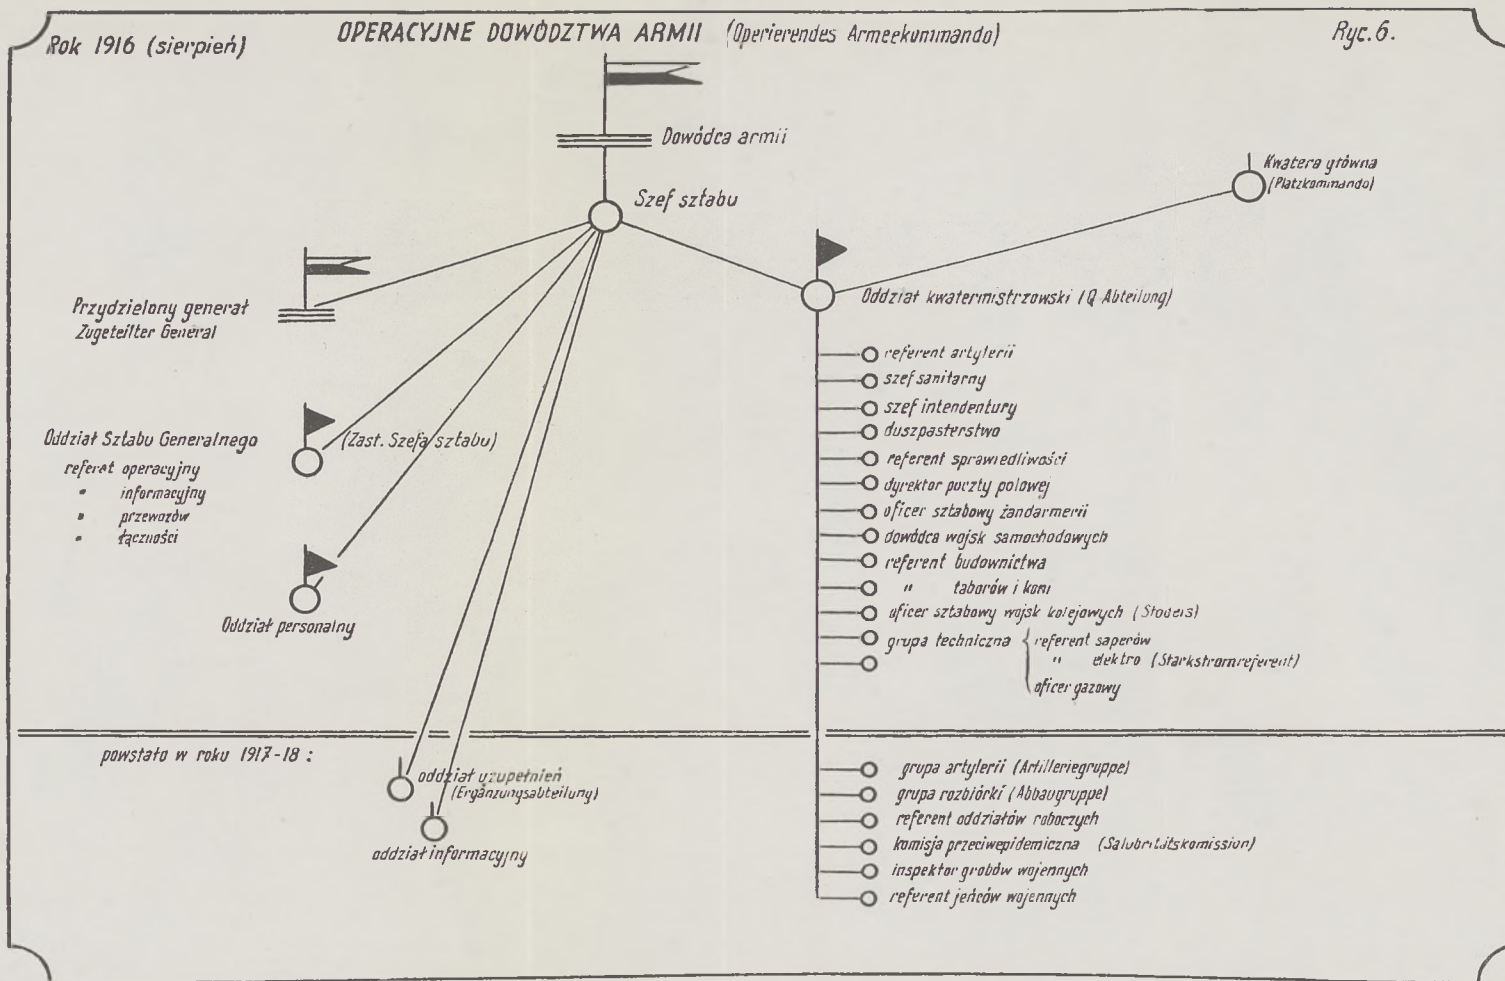 Rok 1916 (sierpień)
OPERACYJNE DOWÓDZTWA ARMII (Operierendes Armeekommando)
Ryc. 6.
Dowódca armii
Szef sztabu
Kwatera główna
(Platzkommando)
Przydzielony generał
Zugeteilter General
Oddział kwatermistrzowski (Q Abteilung)
Oddział Sztabu Generalnego
(Zast. Szefa sztabu)
referat operacyjny
" informacyjny
" przewozów
" łączności
Oddział personalny
referent artylerii
szef sanitarny
szef intendentury
duszpasterstwo
referent sprawiedliwości
dyrektor poczty polowej
oficer sztabowy żandarmerii
dowódca wojsk samochodowych
referent budownictwa
" taborów i koni
oficer sztabowy wojsk kolejowych
grupa techniczna { referent saperów
" elektro (Starkstromreferent)
oficer gazowy
powstało w roku 1917-18 :
oddział uzupełnień
(Ergänzungsabteilung)
oddział informacyjny
grupa artylerii (Artilleriegruppe)
grupa rozbiórki (Abbaugruppe)
referent oddziałów roboczych
komisja przeciwepidemiczna (Salubritätskomission)
inspektor grobów wojennych
referent jeńców wojennych